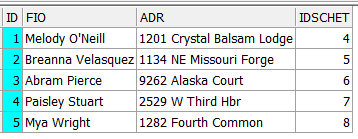 ID FIO ADR IDSCHET
1 Melody O'Neill 1201 Crystal Balsam Lodge 4
2 Breanna Velasquez 1134 NE Missouri Forge 5
3 Abram Pierce 9262 Alaska Court 6
4 Paisley Stuart 2529 W Third Hbr 7
5 Mya Wright 1282 Fourth Common 8